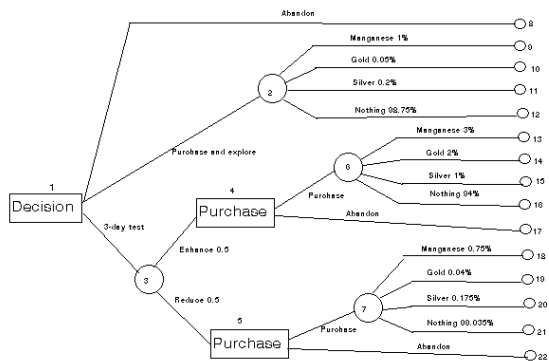 Abandon
8
Manganese 1%
9
Gold 0.05%
10
2
Silver 0.2%
11
Nothing 98.75%
12
Purchase and explore
Manganese 3%
13
Gold 2%
14
6
Silver 1%
15
Nothing 94%
16
Purchase
1
Decision
4
Purchase
Abandon
17
3-day test
Enhance 0.5
3
Manganese 0.75%
18
Gold 0.04%
19
7
Silver 0.175%
20
Nothing 99.035%
21
Reduce 0.5
5
Purchase
Purchase
Abandon
22